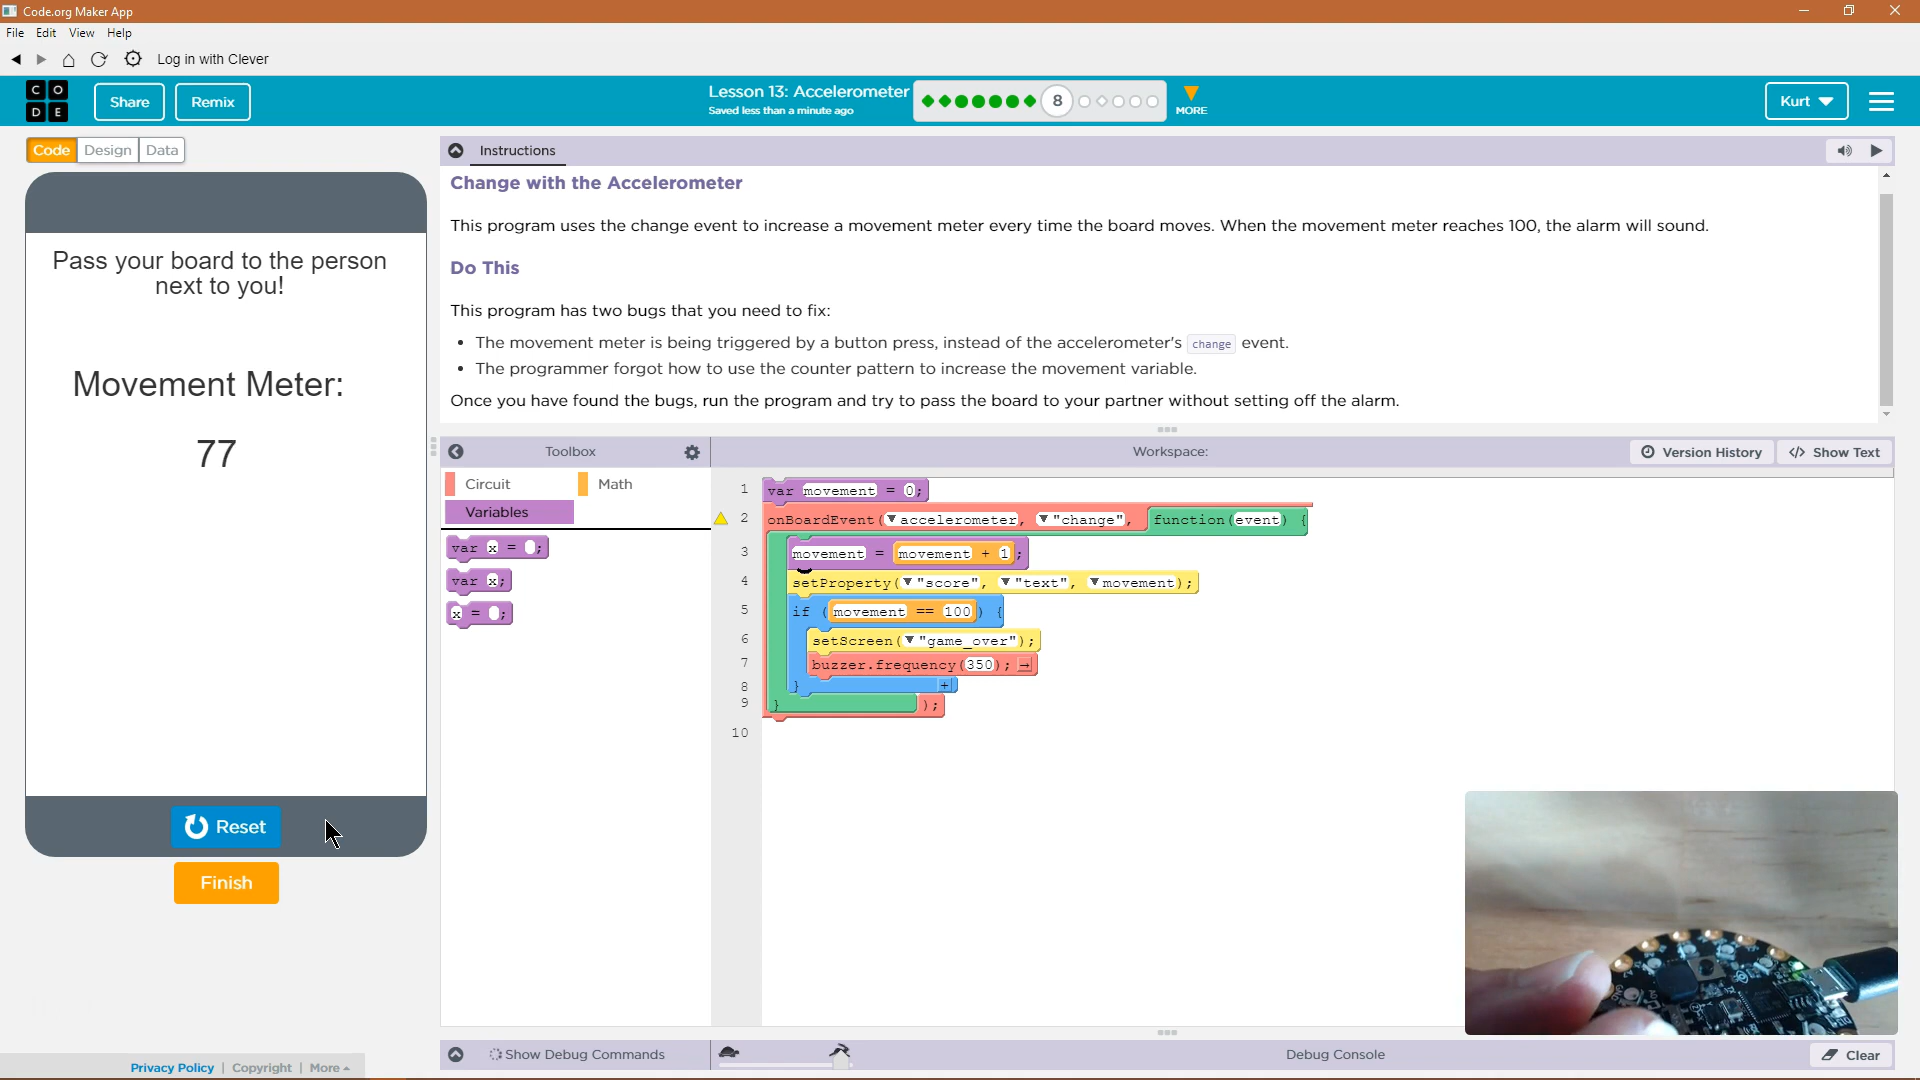 Code.org Maker App
File Edit View Help
Log in with Clever
C O
D E
Share
Remix
Lesson 13: Accelerometer
Saved less than a minute ago
8
MORE
Kurt
Code Design Data
Pass your board to the person
next to you!
Movement Meter:
77
Reset
Finish
Privacy Policy | Copyright | More
Instructions
Change with the Accelerometer
This program uses the change event to increase a movement meter every time the board moves. When the movement meter reaches 100, the alarm will sound.
Do This
This program has two bugs that you need to fix:
• The movement meter is being triggered by a button press, instead of the accelerometer's change event.
• The programmer forgot how to use the counter pattern to increase the movement variable.
Once you have found the bugs, run the program and try to pass the board to your partner without setting off the alarm.
Toolbox
Circuit
Math
Variables
var x = ;
var x;
x = ;
Workspace:
Version History
</> Show Text
1 var movement = 0;
2 onBoardEvent(accelerometer, "change", function(event) {
3 movement = movement + 1;
4 setProperty("score", "text", movement);
5 if (movement == 100) {
6 setScreen("game_over");
7 buzzer.frequency(350);
8 }
9 } );
10
Show Debug Commands
Debug Console
Clear